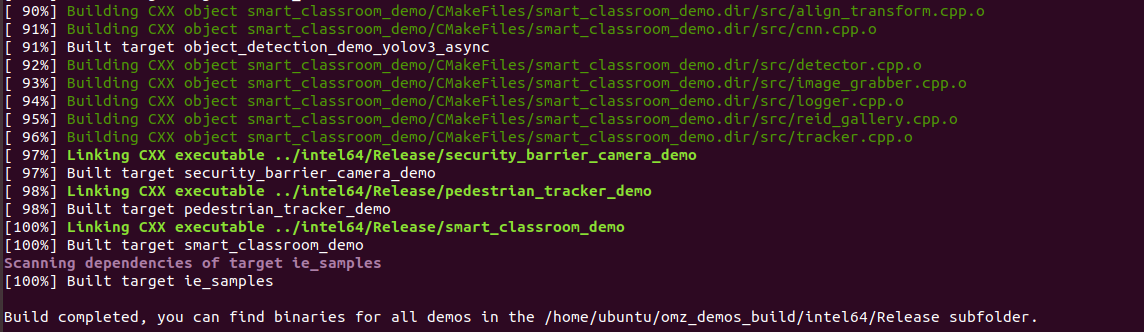 [ 90%] Building CXX object smart_classroom_demo/CMakeFiles/smart_classroom_demo.dir/src/align_transform.cpp.o
[ 91%] Building CXX object smart_classroom_demo/CMakeFiles/smart_classroom_demo.dir/src/cnn.cpp.o
[ 91%] Built target object_detection_demo_yolov3_async
[ 92%] Building CXX object smart_classroom_demo/CMakeFiles/smart_classroom_demo.dir/src/detector.cpp.o
[ 93%] Building CXX object smart_classroom_demo/CMakeFiles/smart_classroom_demo.dir/src/image_grabber.cpp.o
[ 94%] Building CXX object smart_classroom_demo/CMakeFiles/smart_classroom_demo.dir/src/logger.cpp.o
[ 95%] Building CXX object smart_classroom_demo/CMakeFiles/smart_classroom_demo.dir/src/reid_gallery.cpp.o
[ 96%] Building CXX object smart_classroom_demo/CMakeFiles/smart_classroom_demo.dir/src/tracker.cpp.o
[ 97%] Linking CXX executable ../intel64/Release/security_barrier_camera_demo
[ 97%] Built target security_barrier_camera_demo
[ 98%] Linking CXX executable ../intel64/Release/pedestrian_tracker_demo
[ 98%] Built target pedestrian_tracker_demo
[100%] Linking CXX executable ../intel64/Release/smart_classroom_demo
[100%] Built target smart_classroom_demo
Scanning dependencies of target ie_samples
[100%] Built target ie_samples
Build completed, you can find binaries for all demos in the /home/ubuntu/omz_demos_build/intel64/Release subfolder.